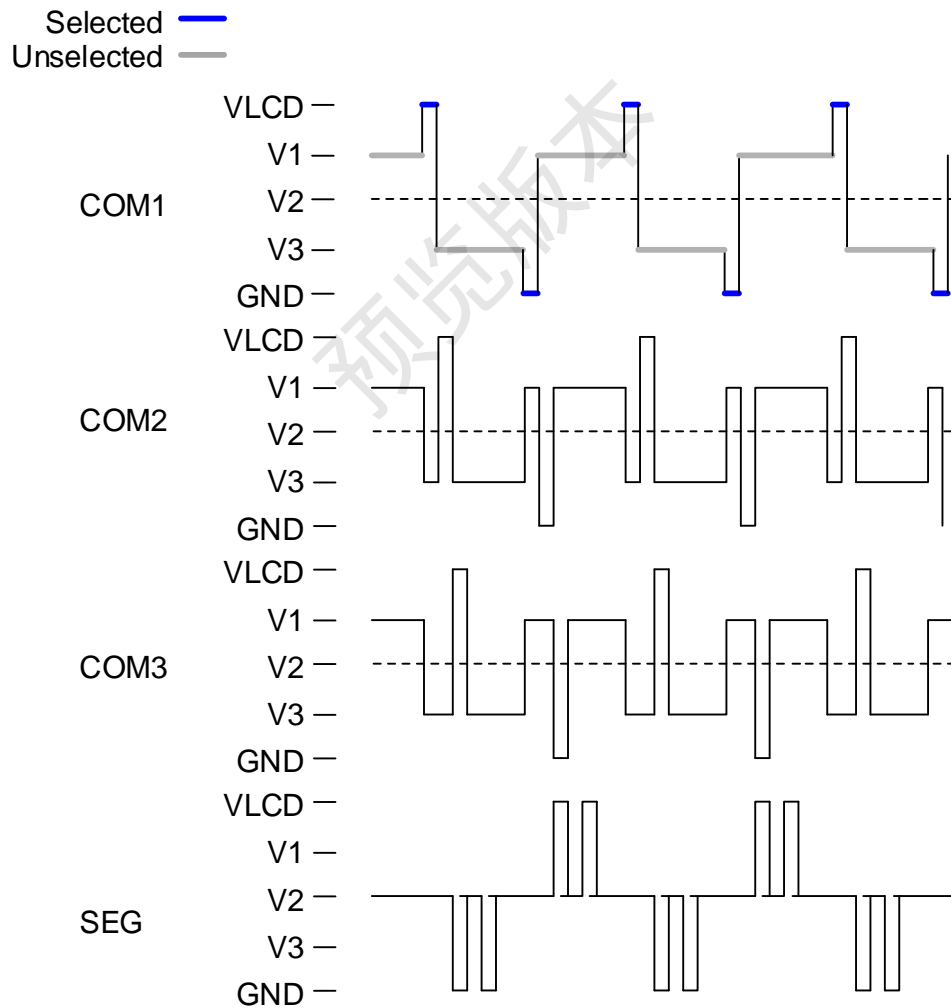 Selected
Unselected
VLCD
V1
COM1
V2
V3
GND
VLCD
V1
COM2
V2
V3
GND
VLCD
V1
COM3
V2
V3
GND
VLCD
V1
V2
SEG
V3
GND
预览版本